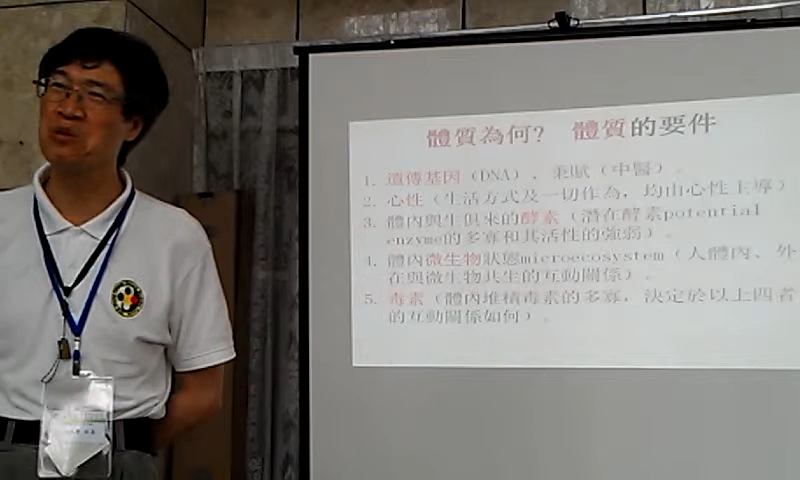 體質為何? 體質的要件
1. 遺傳基因（DNA）、秉賦（中醫）。
2. 心性（生活方式及一切作為，均由心性主導）
3. 體內與生俱來的酵素（潛在酵素potential
enzyme的多寡和其活性的強弱）。
4. 體內微生物狀態microecosystem（人體內、外
在與微生物共生的互動關係）。
5. 毒素（體內堆積毒素的多寡，決定於以上四者
的互動關係如何）。